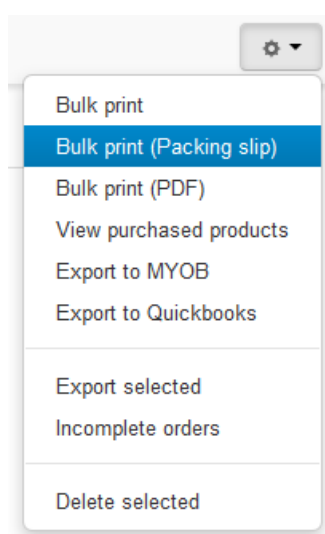 Bulk print
Bulk print (Packing slip)
Bulk print (PDF)
View purchased products
Export to MYOB
Export to Quickbooks
Export selected
Incomplete orders
Delete selected